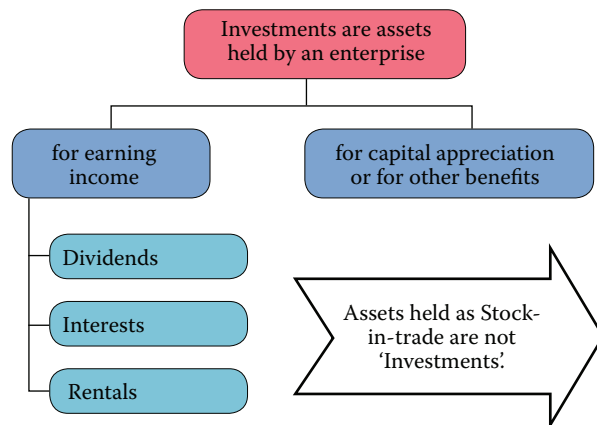 Investments are assets
held by an enterprise
for earning
income
for capital appreciation
or for other benefits
Dividends
Interests
Rentals
Assets held as Stock-
in-trade are not
‘Investments’.